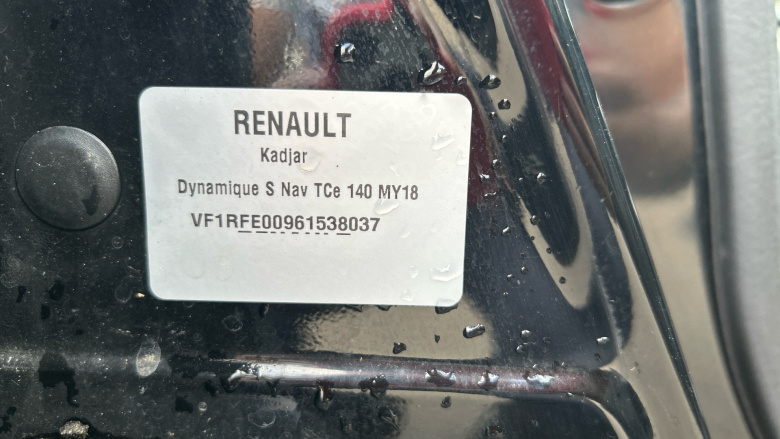 RENAULT
Kadjar
Dynamique S Nav TCe 140 MY18
VF1RFE00961538037